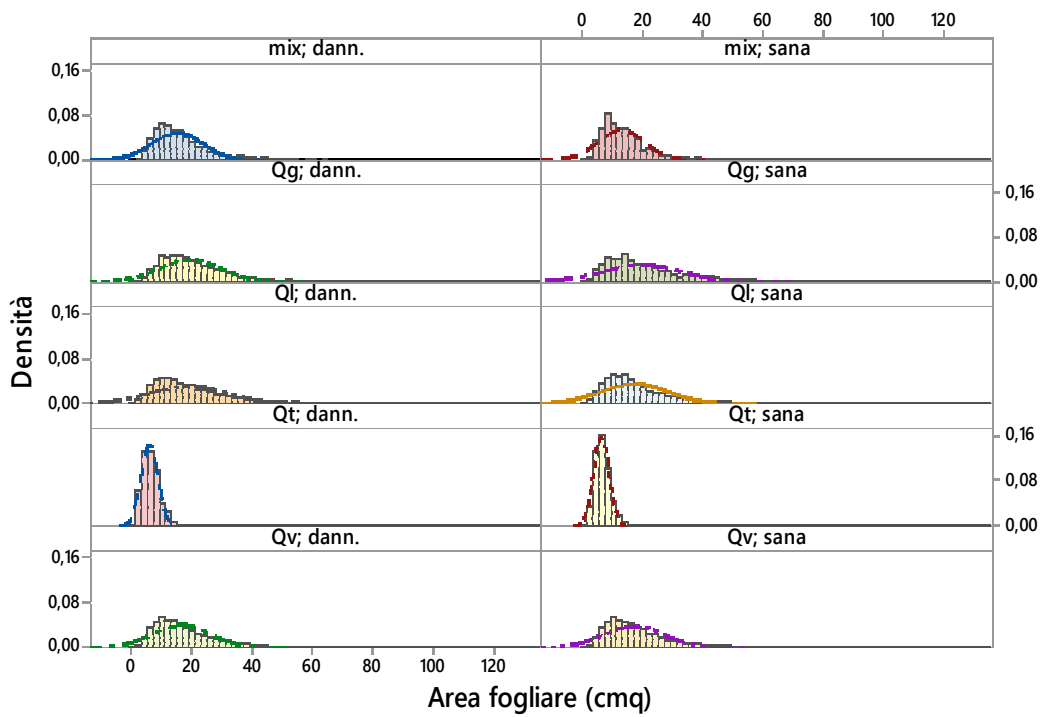 0 20 40 60 80 100 120
mix; dann. mix; sana
0,16
0,08
0,00
Qg; dann. Qg; sana
0,16
0,08
0,00
Ql; dann. Ql; sana
0,16
0,08
0,00
Qt; dann. Qt; sana
0,16
0,08
0,00
Qv; dann. Qv; sana
0,16
0,08
0,00
0 20 40 60 80 100 120
Densità
Area fogliare (cmq)